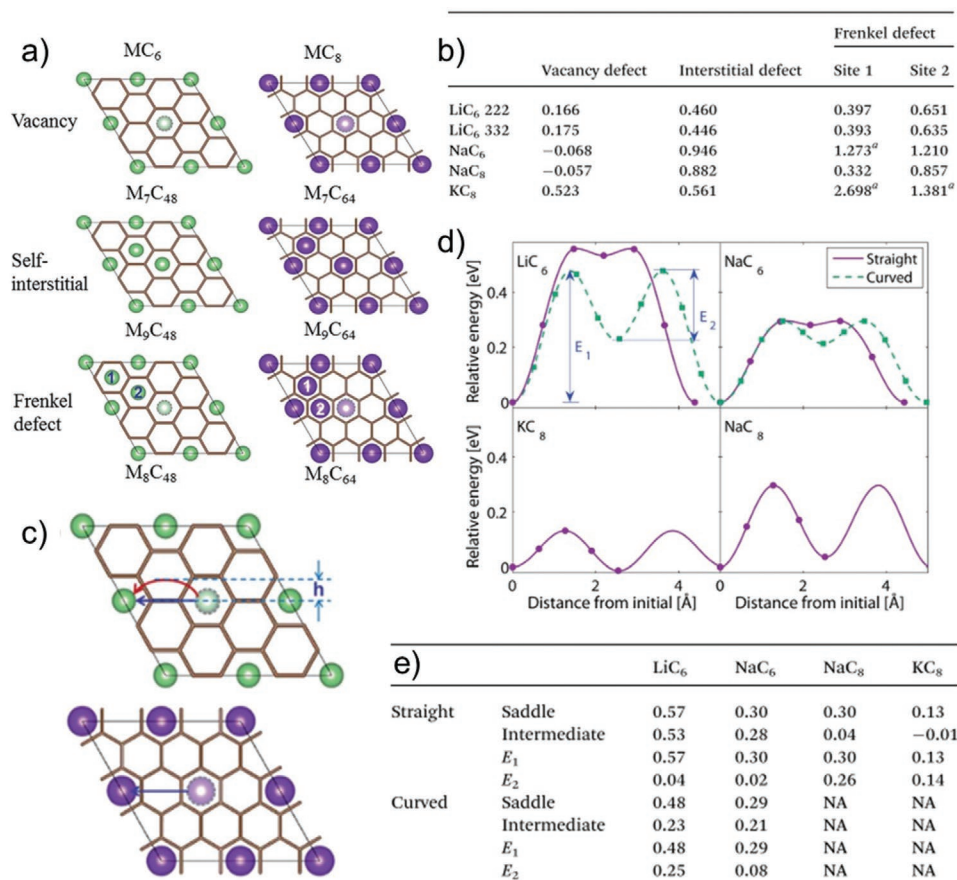 a)
MC6
MC8
Vacancy
M7C48
M7C64
Self-
interstitial
M9C48
M9C64
Frenkel
defect
1
2
1
2
M8C48
M8C64
b)
Frenkel defect
Vacancy defect Interstitial defect Site 1 Site 2
LiC6 222 0.166 0.460 0.397 0.651
LiC6 332 0.175 0.446 0.393 0.635
NaC6 −0.068 0.946 1.273a 1.210
NaC8 −0.057 0.882 0.332 0.857
KC8 0.523 0.561 2.698a 1.381a
c)
h
d)
LiC6
NaC6
Straight
Curved
E1
E2
Relative energy [eV]
0.4
0.2
0
KC8
NaC8
Relative energy [eV]
0.4
0.2
0
0 2 4 0 2 4
Distance from initial [Å] Distance from initial [Å]
e)
LiC6 NaC6 NaC8 KC8
Straight Saddle 0.57 0.30 0.30 0.13
Intermediate 0.53 0.28 0.04 −0.01
E1 0.57 0.30 0.30 0.13
E2 0.04 0.02 0.26 0.14
Curved Saddle 0.48 0.29 NA NA
Intermediate 0.23 0.21 NA NA
E1 0.48 0.29 NA NA
E2 0.25 0.08 NA NA